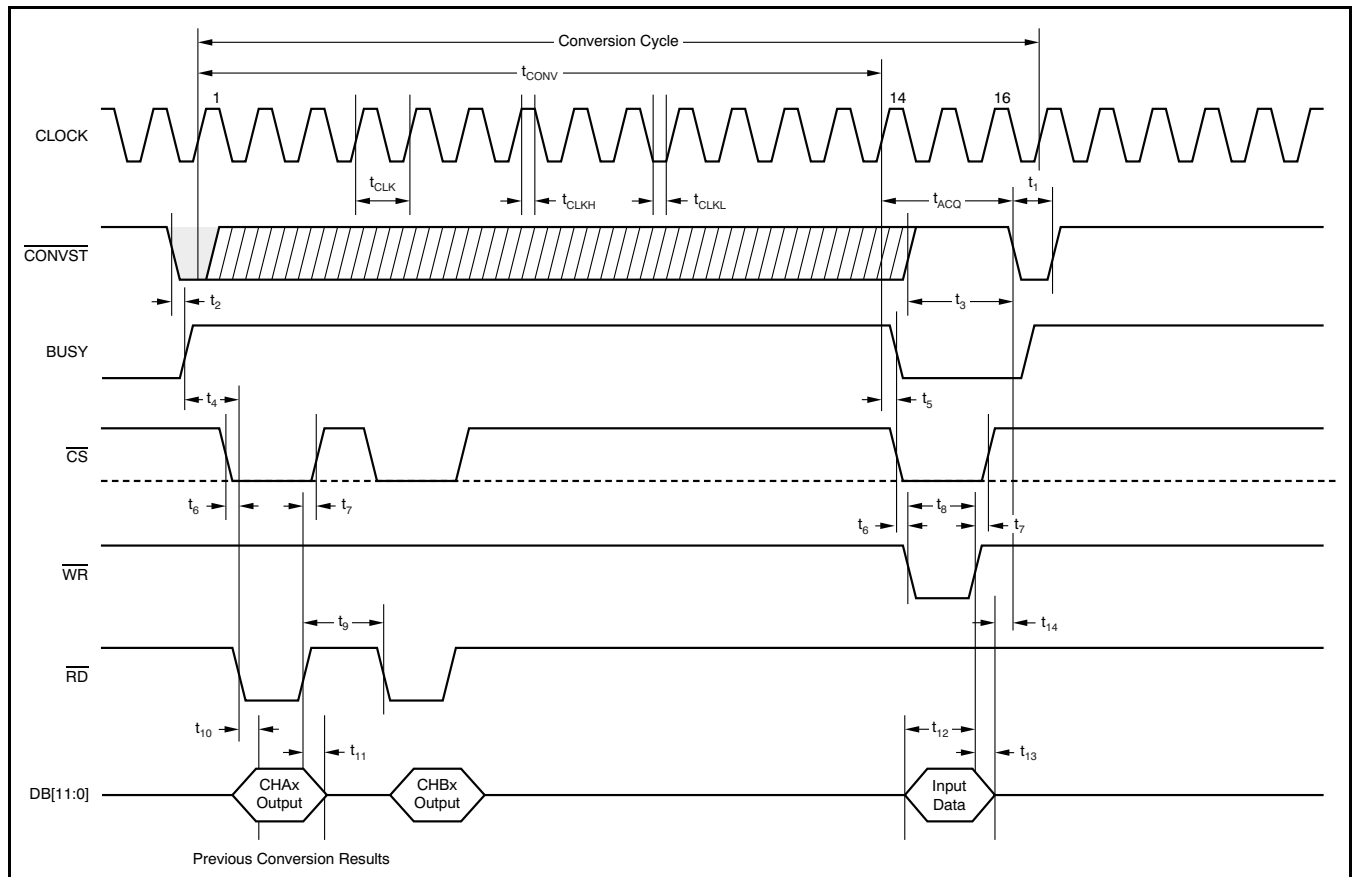 Conversion Cycle
tCONV
1
14
16
CLOCK
tCLK
tCLKH
tCLKL
tACQ
t1
CONVST
t2
t3
BUSY
t4
t5
CS
t6
t7
t8
t6
t7
WR
t9
t14
RD
t10
t11
t12
t13
DB[11:0]
CHAx
Output
CHBx
Output
Input
Data
Previous Conversion Results